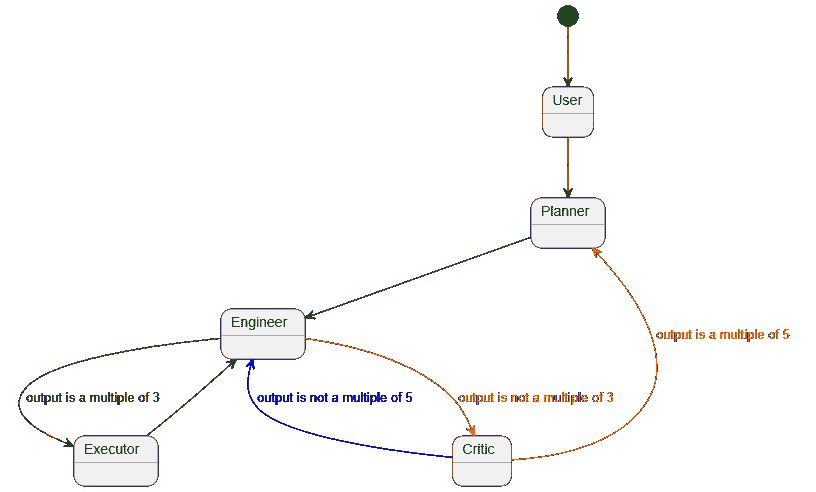 User
Planner
output is a multiple of 5
Engineer
output is a multiple of 3
output is not a multiple of 5
output is not a multiple of 3
Executor
Critic